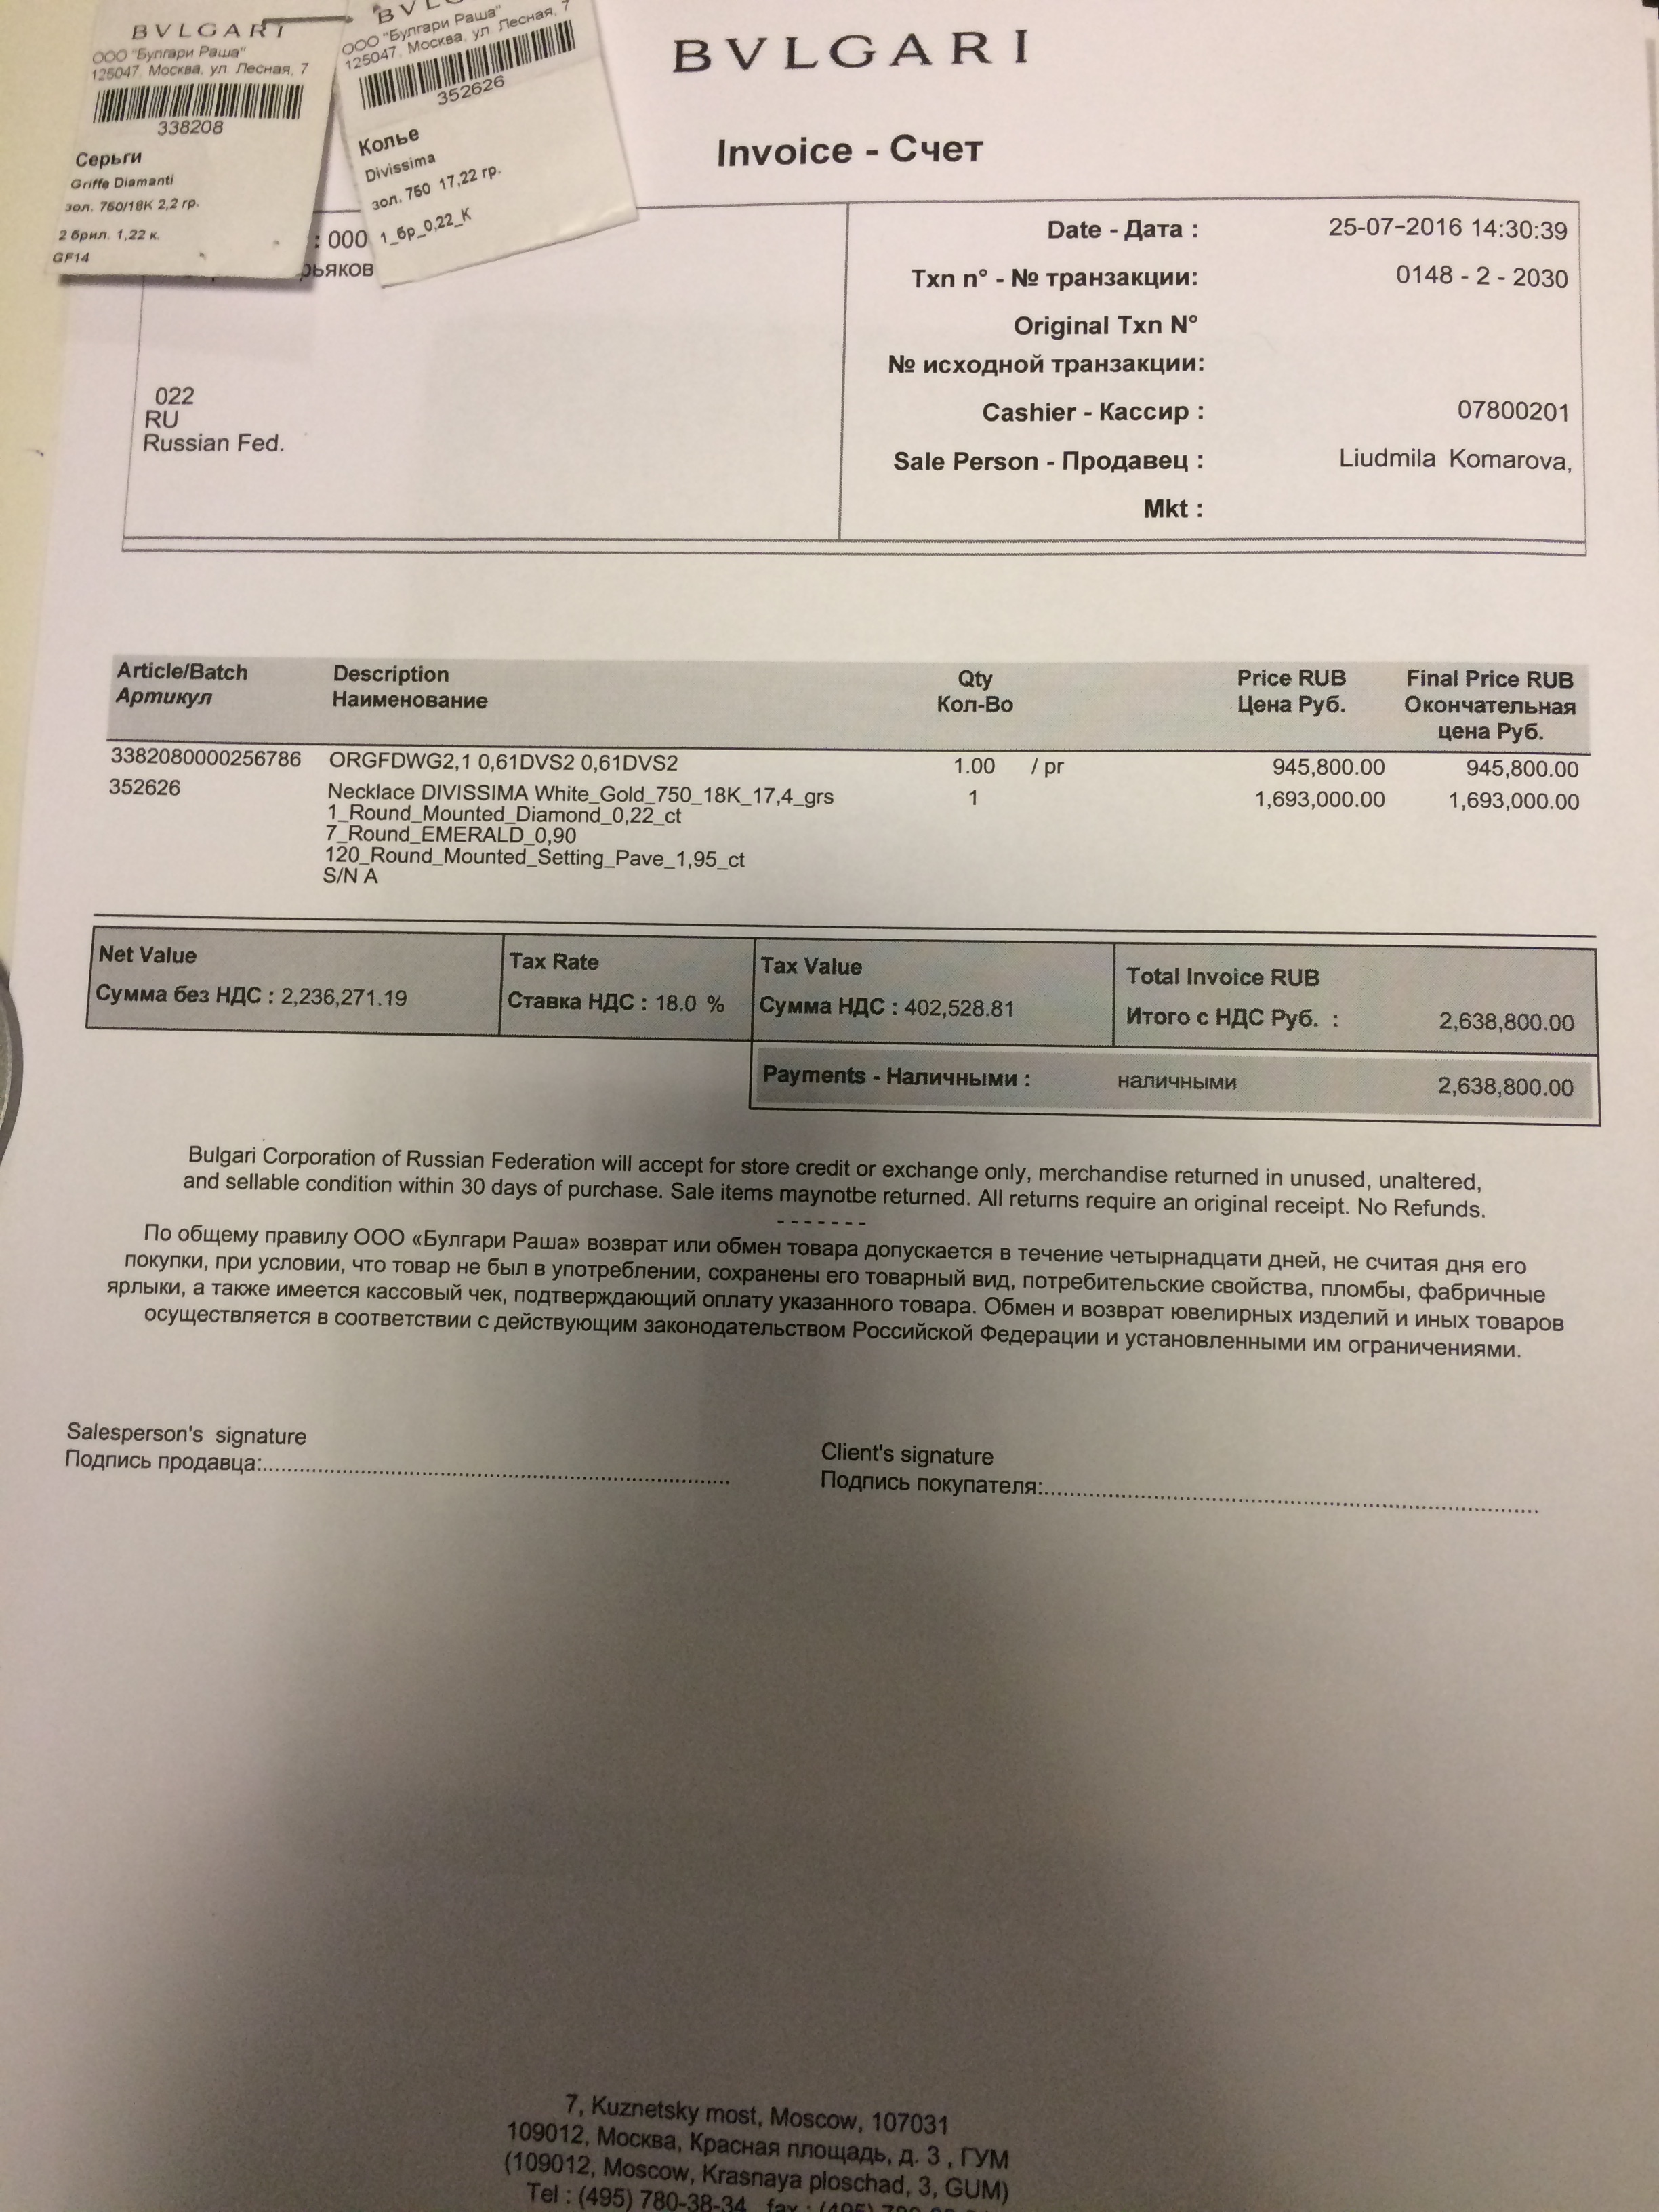 BVLGARI
ООО "Булгари Раша"
125047, Москва, ул. Лесная, 7
338208
Серьги
Griffe Diamanti
зол. 750/18К 2,2 гр.
2 брил. 1,22 к.
GF14
ООО "Булгари Раша"
125047, Москва, ул. Лесная, 7
352626
Колье
Divissima
зол. 750 17,22 гр.
1_бр_0,22_К
BVLGARI
Invoice - Счет
: 000
022
RU
Russian Fed.
Date - Дата : 25-07-2016 14:30:39
Txn n° - № транзакции: 0148 - 2 - 2030
Original Txn N°
№ исходной транзакции:
Cashier - Кассир : 07800201
Sale Person - Продавец : Liudmila Komarova,
Mkt :
Article/Batch Description Qty Price RUB Final Price RUB
Артикул Наименование Кол-Во Цена Руб. Окончательная
цена Руб.
3382080000256786 ORGFDWG2,1 0,61DVS2 0,61DVS2 1.00 / pr 945,800.00 945,800.00
352626 Necklace DIVISSIMA White_Gold_750_18K_17,4_grs 1 1,693,000.00 1,693,000.00
1_Round_Mounted_Diamond_0,22_ct
7_Round_EMERALD_0,90
120_Round_Mounted_Setting_Pave_1,95_ct
S/N A
Net Value Tax Rate Tax Value Total Invoice RUB
Сумма без НДС : 2,236,271.19 Ставка НДС : 18.0 % Сумма НДС : 402,528.81 Итого с НДС Руб. : 2,638,800.00
Payments - Наличными : наличными 2,638,800.00
Bulgari Corporation of Russian Federation will accept for store credit or exchange only, merchandise returned in unused, unaltered,
and sellable condition within 30 days of purchase. Sale items maynotbe returned. All returns require an original receipt. No Refunds.
-------
По общему правилу ООО «Булгари Раша» возврат или обмен товара допускается в течение четырнадцати дней, не считая дня его
покупки, при условии, что товар не был в употреблении, сохранены его товарный вид, потребительские свойства, пломбы, фабричные
ярлыки, а также имеется кассовый чек, подтверждающий оплату указанного товара. Обмен и возврат ювелирных изделий и иных товаров
осуществляется в соответствии с действующим законодательством Российской Федерации и установленными им ограничениями.
Salesperson's signature
Подпись продавца:
Client's signature
Подпись покупателя:
7, Kuznetsky most, Moscow, 107031
109012, Москва, Красная площадь, д. 3 , ГУМ
(109012, Moscow, Krasnaya ploschad, 3, GUM)
Tel : (495) 780-38-34 fax : (495)